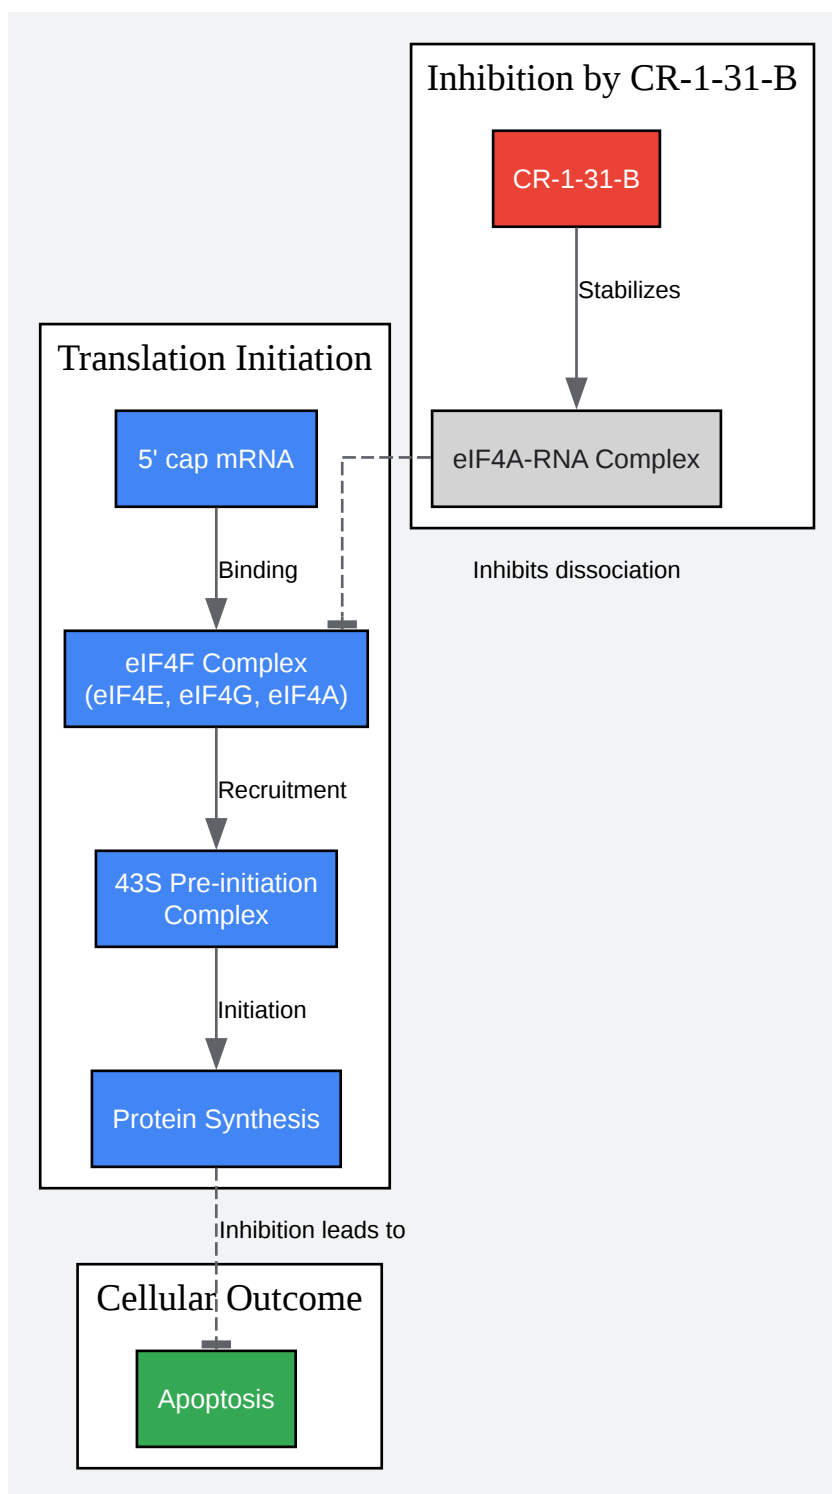 Inhibition by CR-1-31-B
CR-1-31-B
Stabilizes
eIF4A-RNA Complex
Inhibits dissociation
Translation Initiation
5' cap mRNA
Binding
eIF4F Complex
(eIF4E, eIF4G, eIF4A)
Recruitment
43S Pre-initiation
Complex
Initiation
Protein Synthesis
Inhibition leads to
Cellular Outcome
Apoptosis